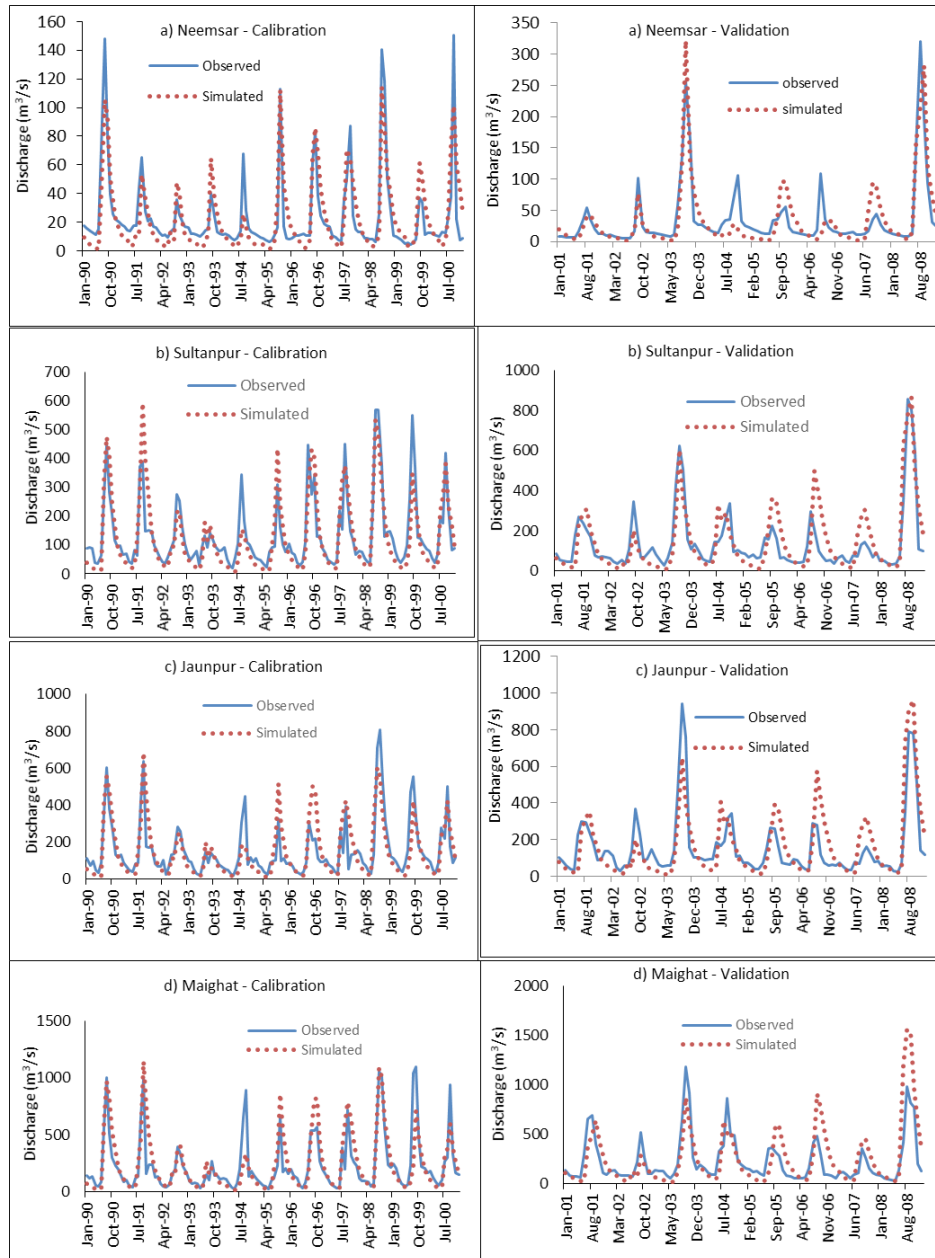 a) Neemsar - Calibration
Observed
Simulated
Discharge (m³/s)
160
140
120
100
80
60
40
20
0
Jan-90
Oct-90
Jul-91
Apr-92
Jan-93
Oct-93
Jul-94
Apr-95
Jan-96
Oct-96
Jul-97
Apr-98
Jan-99
Oct-99
Jul-00
a) Neemsar - Validation
observed
simulated
Discharge (m³/s)
350
300
250
200
150
100
50
0
Jan-01
Aug-01
Mar-02
Oct-02
May-03
Dec-03
Jul-04
Feb-05
Sep-05
Apr-06
Nov-06
Jun-07
Jan-08
Aug-08
b) Sultanpur - Calibration
Observed
Simulated
Discharge (m³/s)
700
600
500
400
300
200
100
0
Jan-90
Oct-90
Jul-91
Apr-92
Jan-93
Oct-93
Jul-94
Apr-95
Jan-96
Oct-96
Jul-97
Apr-98
Jan-99
Oct-99
Jul-00
b) Sultanpur - Validation
Observed
Simulated
Discharge (m³/s)
1000
800
600
400
200
0
Jan-01
Aug-01
Mar-02
Oct-02
May-03
Dec-03
Jul-04
Feb-05
Sep-05
Apr-06
Nov-06
Jun-07
Jan-08
Aug-08
c) Jaunpur - Calibration
Observed
Simulated
Discharge (m³/s)
1000
800
600
400
200
0
Jan-90
Oct-90
Jul-91
Apr-92
Jan-93
Oct-93
Jul-94
Apr-95
Jan-96
Oct-96
Jul-97
Apr-98
Jan-99
Oct-99
Jul-00
c) Jaunpur - Validation
Observed
Simulated
Discharge (m³/s)
1200
1000
800
600
400
200
0
Jan-01
Aug-01
Mar-02
Oct-02
May-03
Dec-03
Jul-04
Feb-05
Sep-05
Apr-06
Nov-06
Jun-07
Jan-08
Aug-08
d) Maighat - Calibration
Observed
Simulated
Discharge (m³/s)
1500
1000
500
0
Jan-90
Oct-90
Jul-91
Apr-92
Jan-93
Oct-93
Jul-94
Apr-95
Jan-96
Oct-96
Jul-97
Apr-98
Jan-99
Oct-99
Jul-00
d) Maighat - Validation
Observed
Simulated
Discharge (m³/s)
2000
1500
1000
500
0
Jan-01
Aug-01
Mar-02
Oct-02
May-03
Dec-03
Jul-04
Feb-05
Sep-05
Apr-06
Nov-06
Jun-07
Jan-08
Aug-08